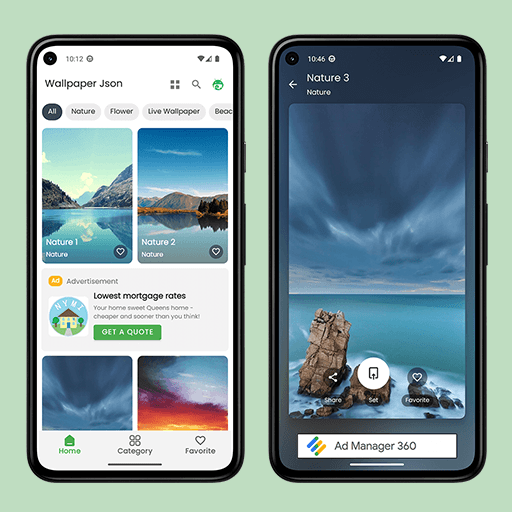 10:12
Wallpaper Json
All Nature Flower Live Wallpaper Beac
Nature 1
Nature
Nature 2
Nature
Ad Advertisement
NYMI
Lowest mortgage rates
Your home sweet Queens home -
cheaper and sooner than you think!
GET A QUOTE
Home Category Favorite
10:46
Nature 3
Nature
Share Set Favorite
Ad Manager 360